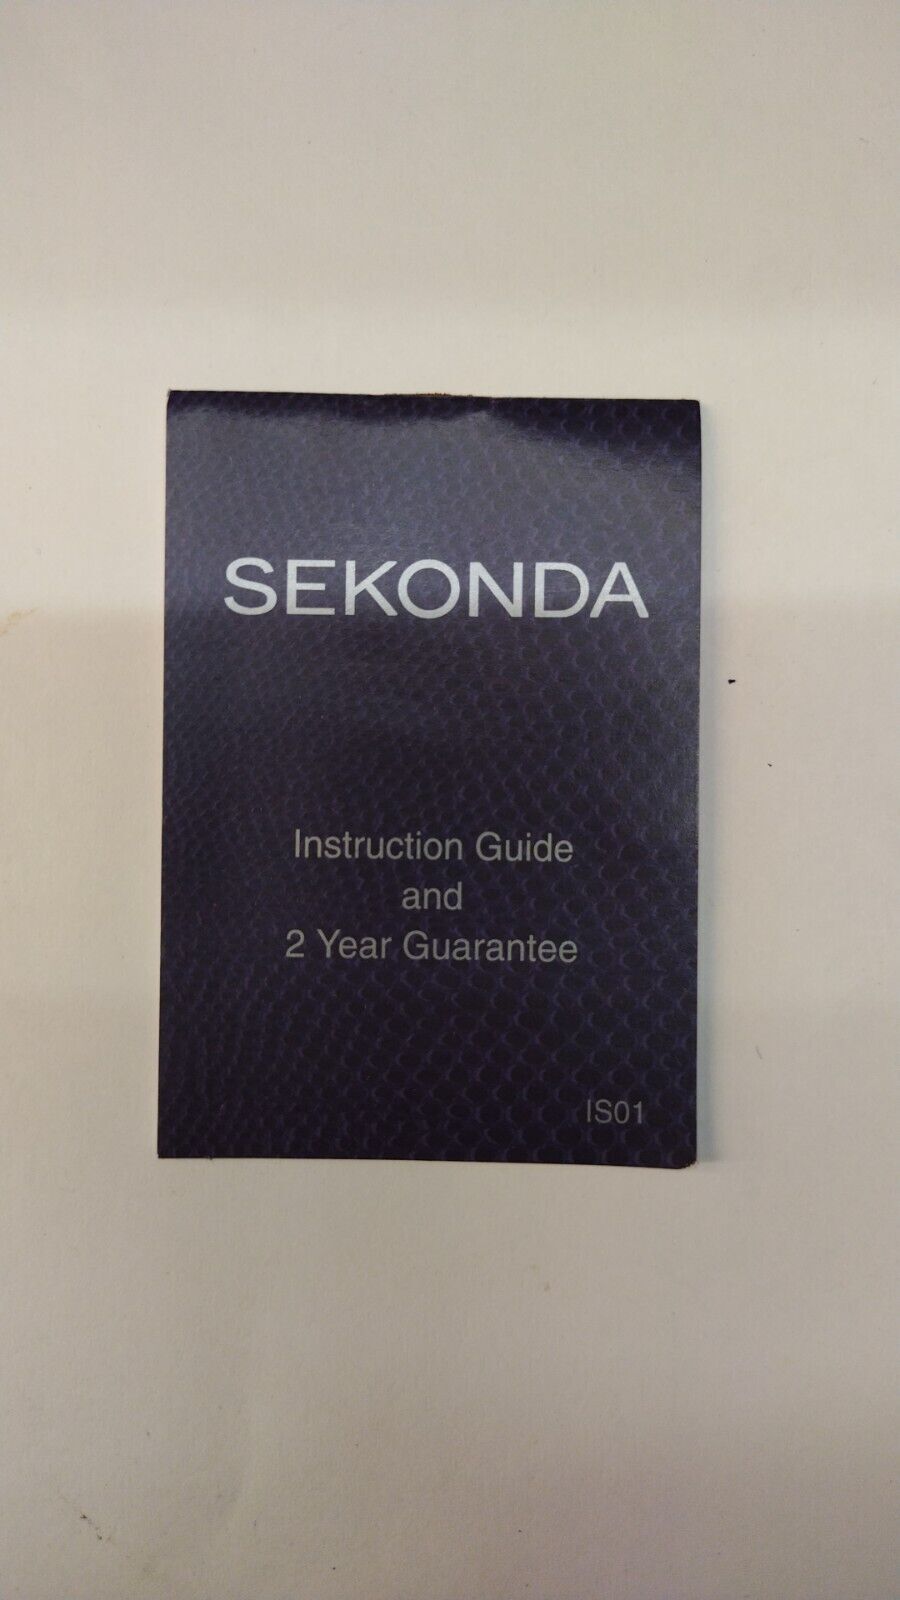 SEKONDA
Instruction Guide
and
2 Year Guarantee
IS01